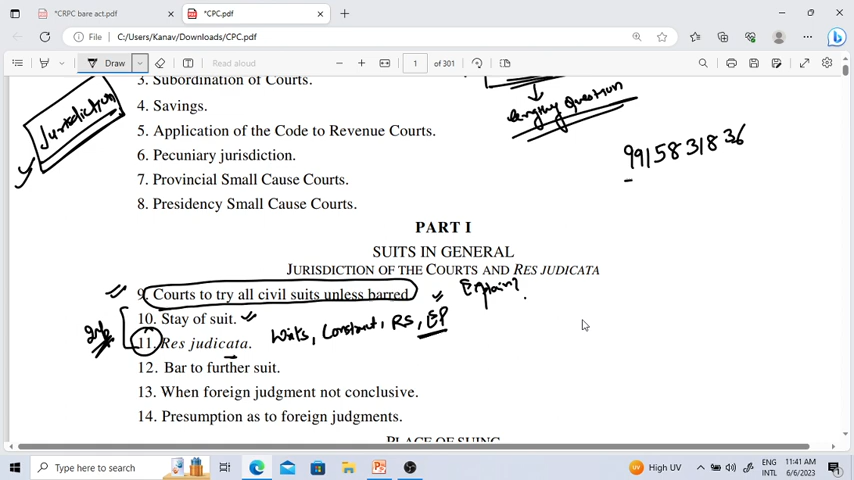 *CRPC bare act.pdf
*CPC.pdf
C:/Users/Kanav/Downloads/CPC.pdf
Draw
Read aloud
1 of 301
3. Subordination of Courts.
4. Savings.
5. Application of the Code to Revenue Courts.
6. Pecuniary jurisdiction.
7. Provincial Small Cause Courts.
8. Presidency Small Cause Courts.
Jurisdiction
Question
9915831836
PART I
SUITS IN GENERAL
JURISDICTION OF THE COURTS AND RES JUDICATA
9. Courts to try all civil suits unless barred
Explain?
10. Stay of suit.
11. Res judicata.
Writs, Constant, RS, EP
12. Bar to further suit.
13. When foreign judgment not conclusive.
14. Presumption as to foreign judgments.
PLACE OF SUING
Type here to search
High UV
ENG
INTL
11:41 AM
6/6/2023